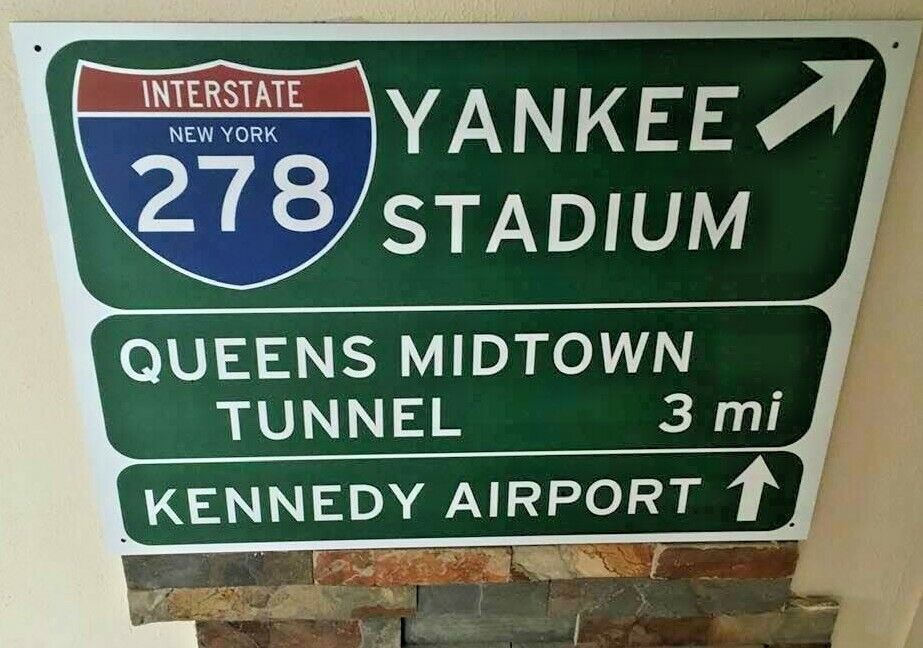 INTERSTATE
NEW YORK
278
YANKEE
STADIUM
QUEENS MIDTOWN
TUNNEL 3 mi
KENNEDY AIRPORT